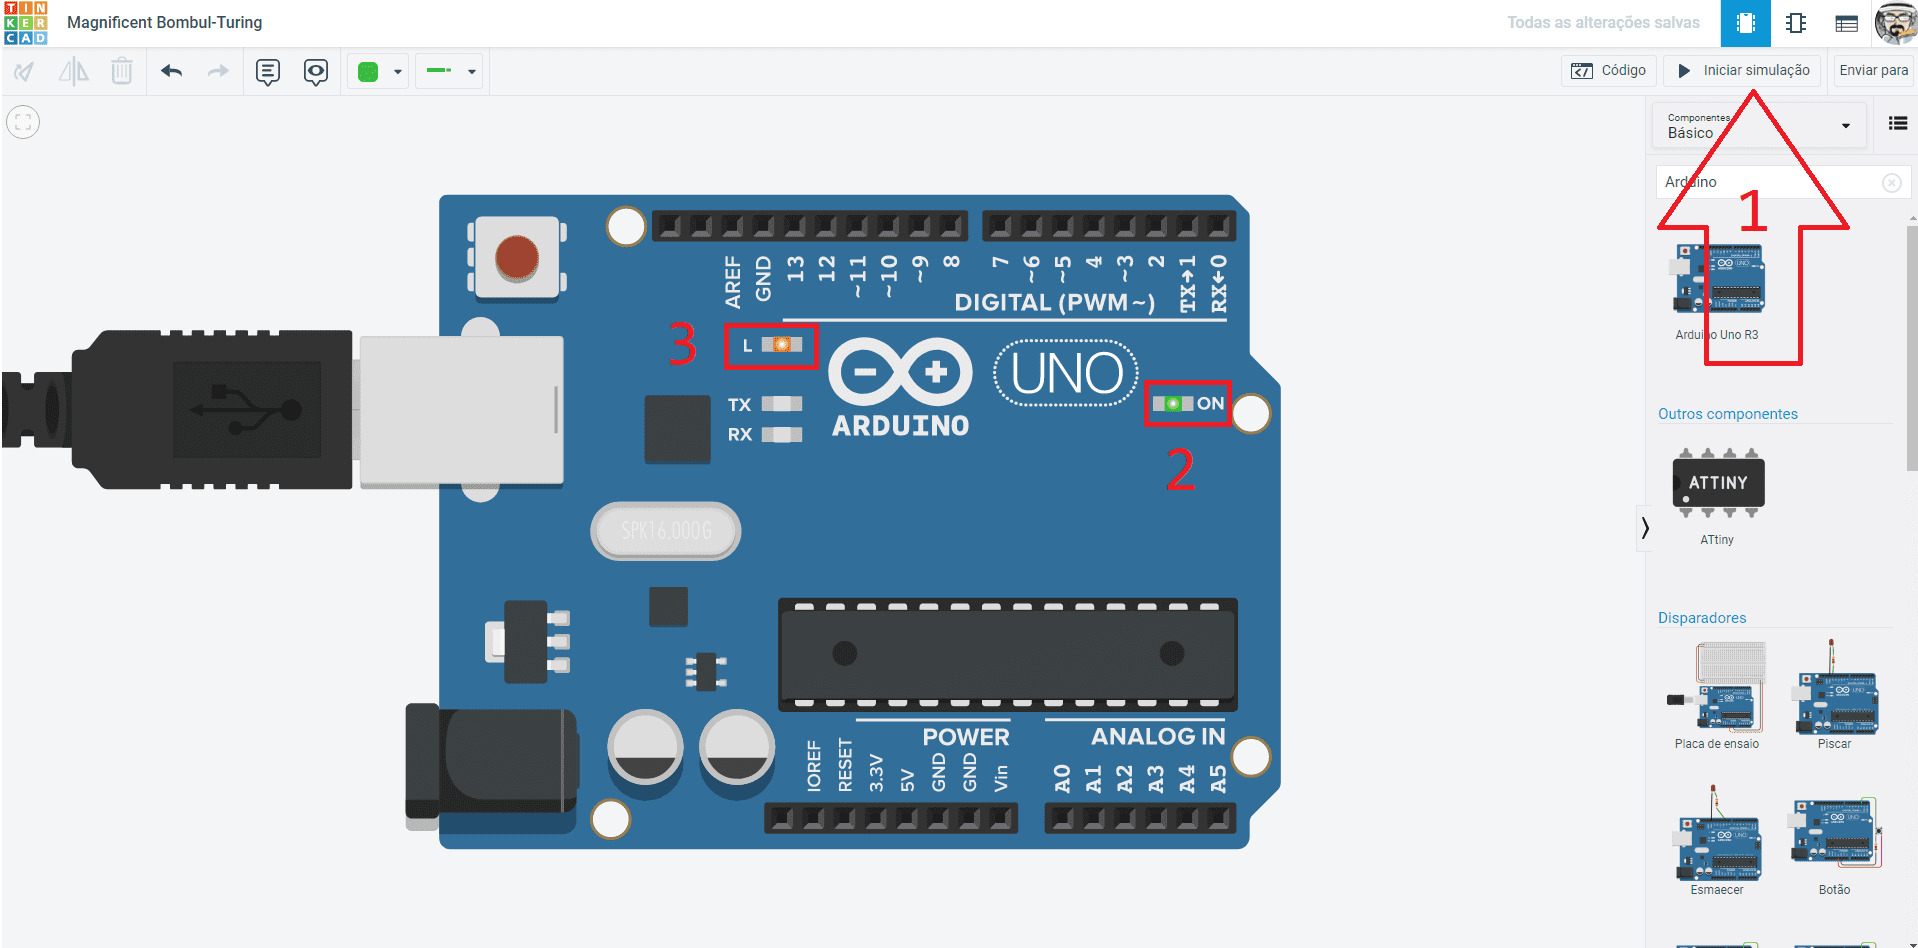 TIN
KER
CAD
Magnificent Bombul-Turing
Todas as alterações salvas
Código
Iniciar simulação
Enviar para
Componentes
Básico
Arduino
1
Arduino Uno R3
Outros componentes
ATTINY
ATtiny
Disparadores
Placa de ensaio
Piscar
Esmaecer
Botão
AREF
GND
13
12
~11
~10
~9
8
7
~6
~5
4
~3
2
TX→1
RX←0
DIGITAL (PWM ~)
3
L
TX
RX
UNO
ARDUINO
ON
2
SPK16.000G
POWER
ANALOG IN
IOREF
RESET
3.3V
5V
GND
GND
Vin
A0
A1
A2
A3
A4
A5